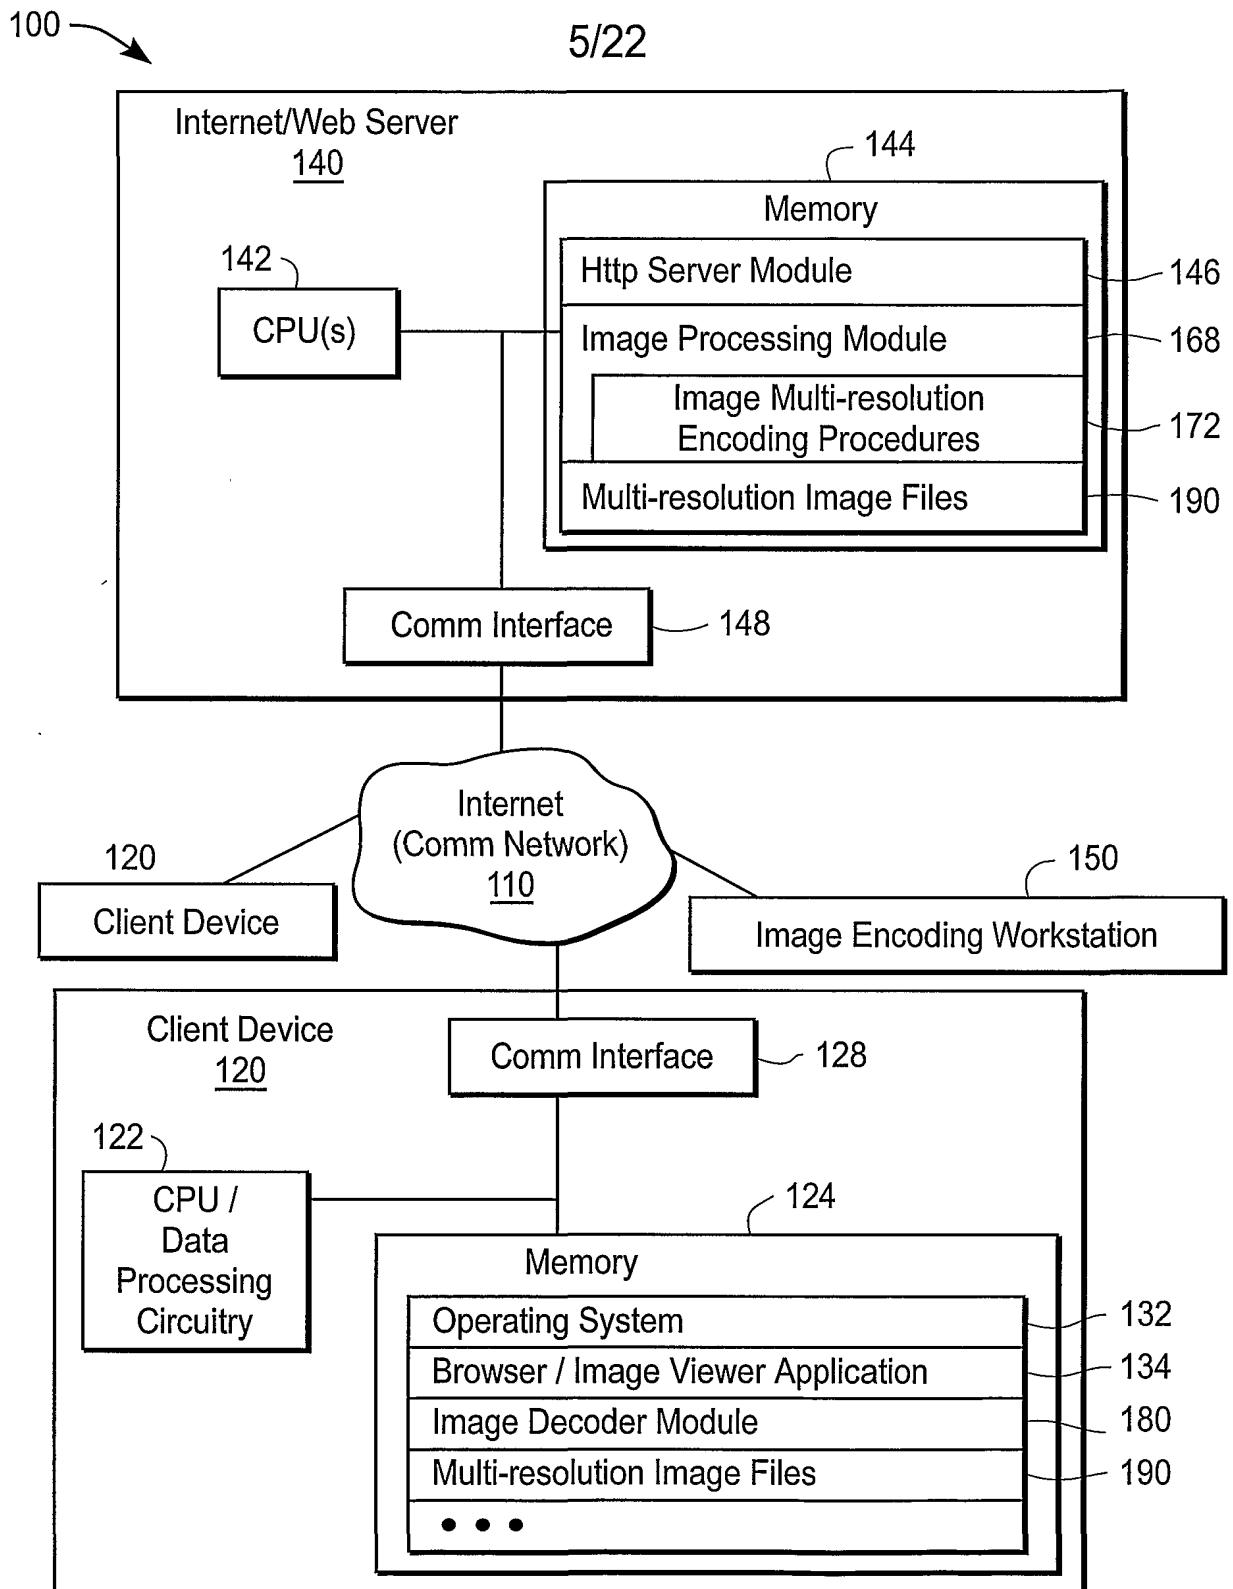 100
5/22
Internet/Web Server
140
144
Memory
142
CPU(s)
Http Server Module
146
Image Processing Module
168
Image Multi-resolution
Encoding Procedures
172
Multi-resolution Image Files
190
Comm Interface
148
Internet
(Comm Network)
110
120
Client Device
150
Image Encoding Workstation
Client Device
120
Comm Interface
128
122
CPU /
Data
Processing
Circuitry
124
Memory
Operating System
132
Browser / Image Viewer Application
134
Image Decoder Module
180
Multi-resolution Image Files
190
• • •